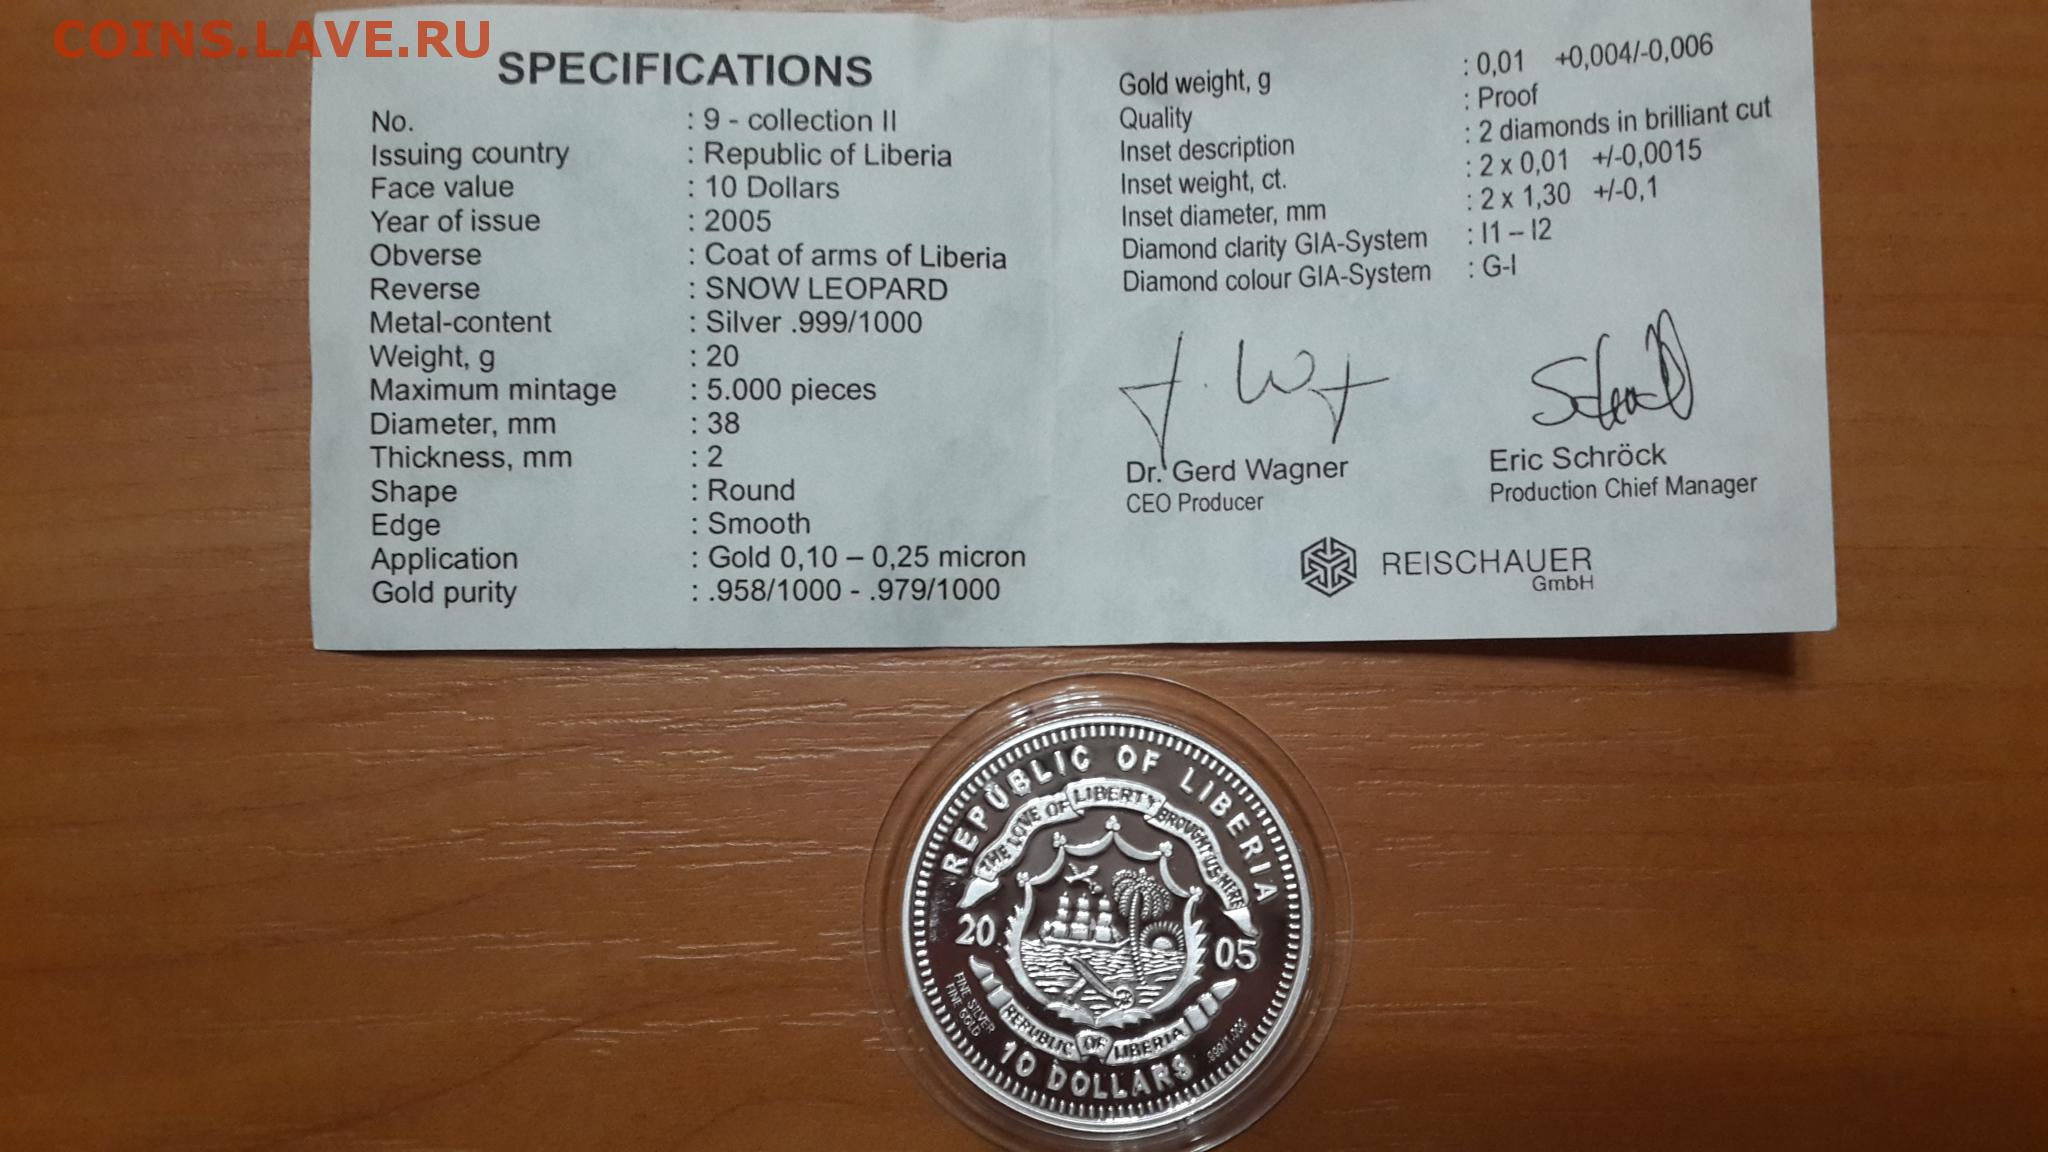 COINS.LAVE.RU
SPECIFICATIONS
No. : 9 - collection II
Issuing country : Republic of Liberia
Face value : 10 Dollars
Year of issue : 2005
Obverse : Coat of arms of Liberia
Reverse : SNOW LEOPARD
Metal-content : Silver .999/1000
Weight, g : 20
Maximum mintage : 5.000 pieces
Diameter, mm : 38
Thickness, mm : 2
Shape : Round
Edge : Smooth
Application : Gold 0,10 – 0,25 micron
Gold purity : .958/1000 - .979/1000
Gold weight, g : 0,01 +0,004/-0,006
Quality : Proof
Inset description : 2 diamonds in brilliant cut
Inset weight, ct. : 2 x 0,01 +/-0,0015
Inset diameter, mm : 2 x 1,30 +/-0,1
Diamond clarity GIA-System : I1 – I2
Diamond colour GIA-System : G-I
Dr. Gerd Wagner
CEO Producer
Eric Schröck
Production Chief Manager
REISCHAUER
GmbH
REPUBLIC OF LIBERIA
THE LOVE OF LIBERTY BROUGHT US HERE
20 05
FINE SILVER
FINE GOLD
.999/1.000
REPUBLIC OF LIBERIA
10 DOLLARS